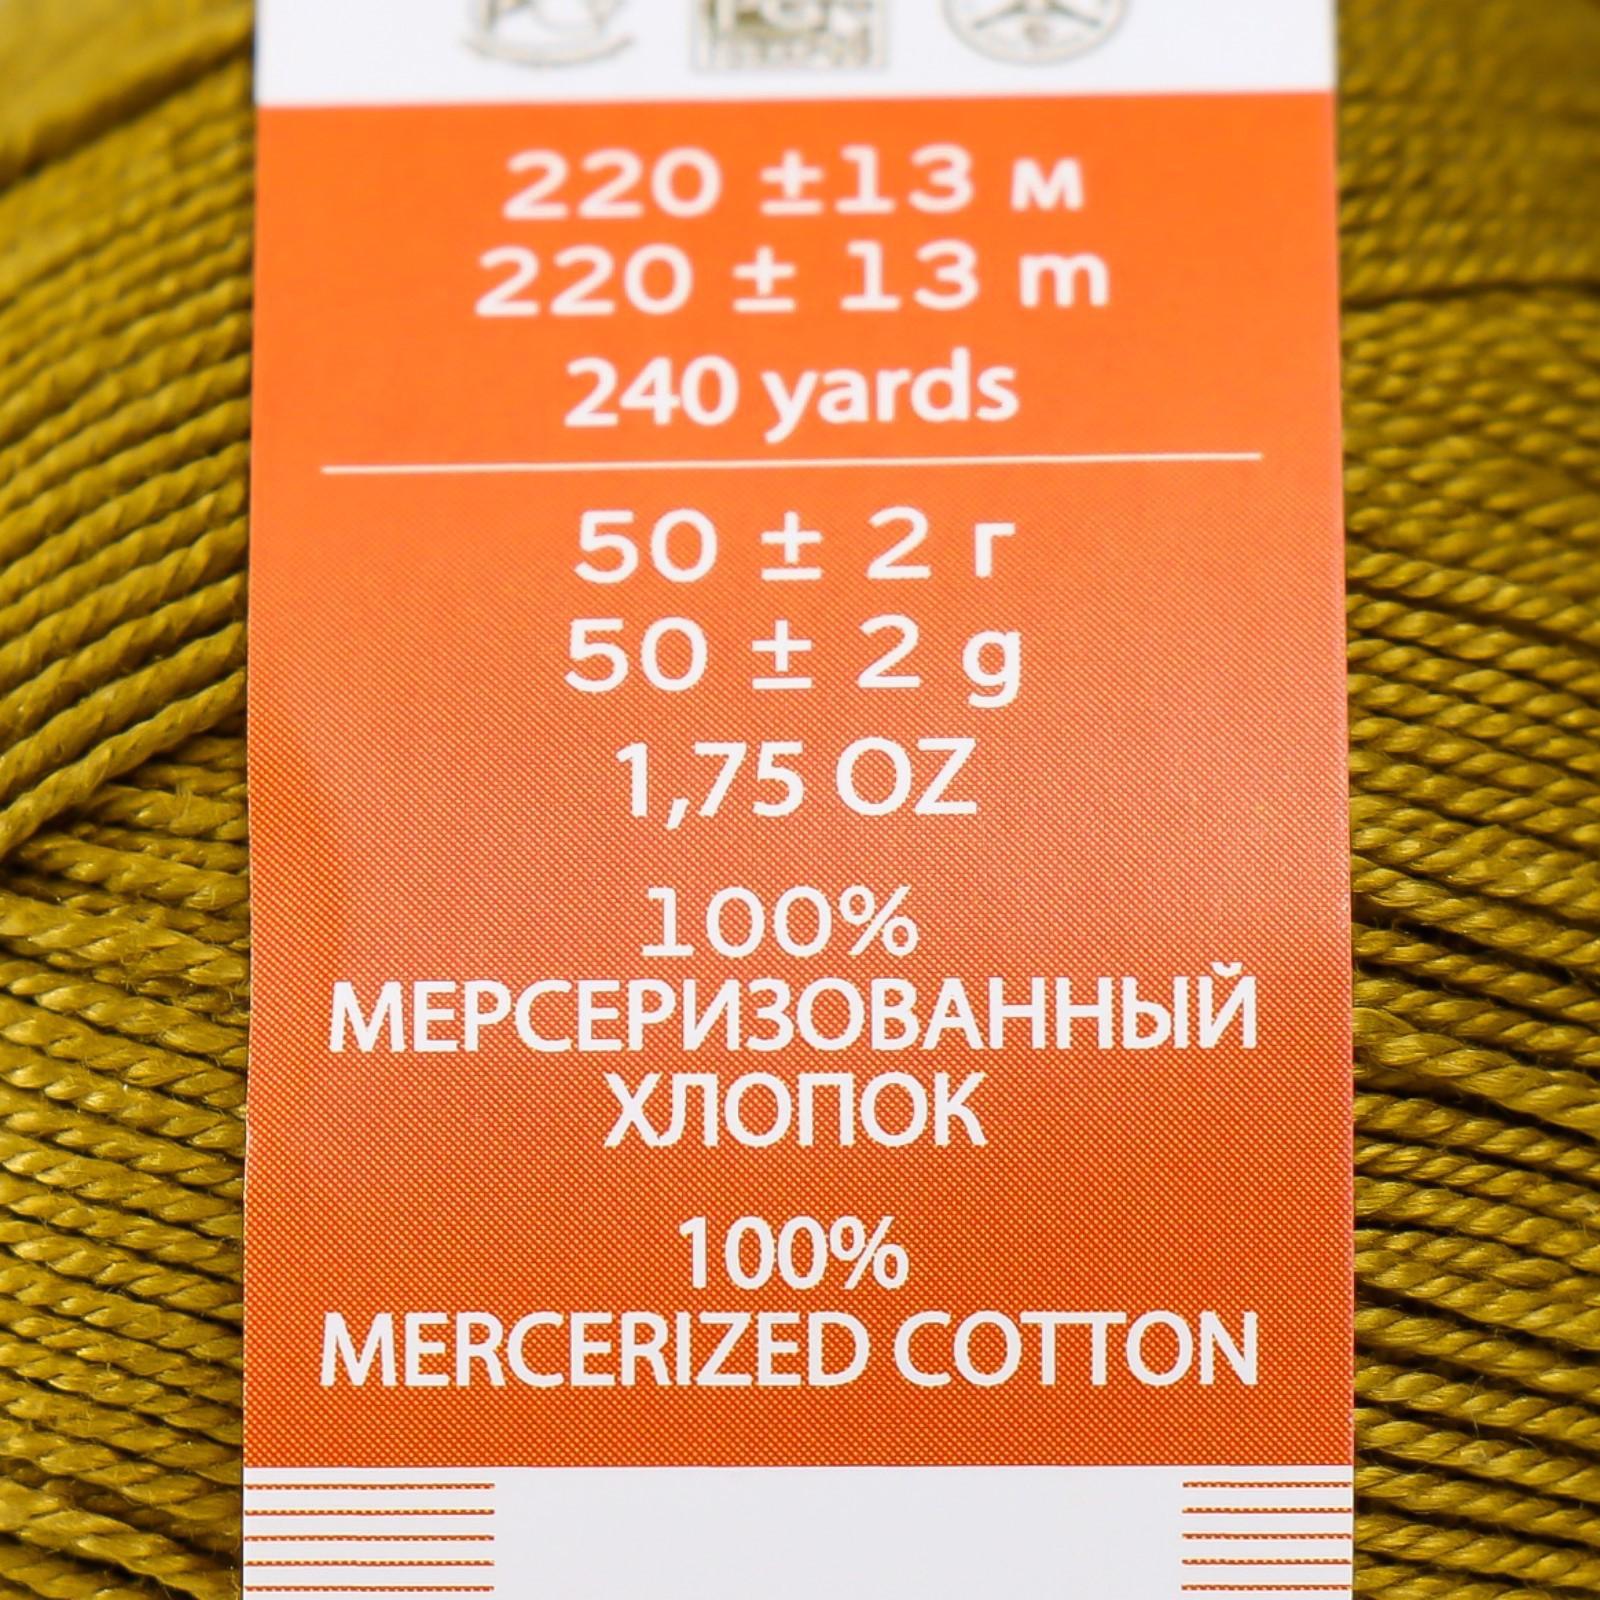 220 ±13 м
220 ± 13 m
240 yards
50 ± 2 г
50 ± 2 g
1,75 OZ
100%
МЕРСЕРИЗОВАННЫЙ
ХЛОПОК
100%
MERCERIZED COTTON